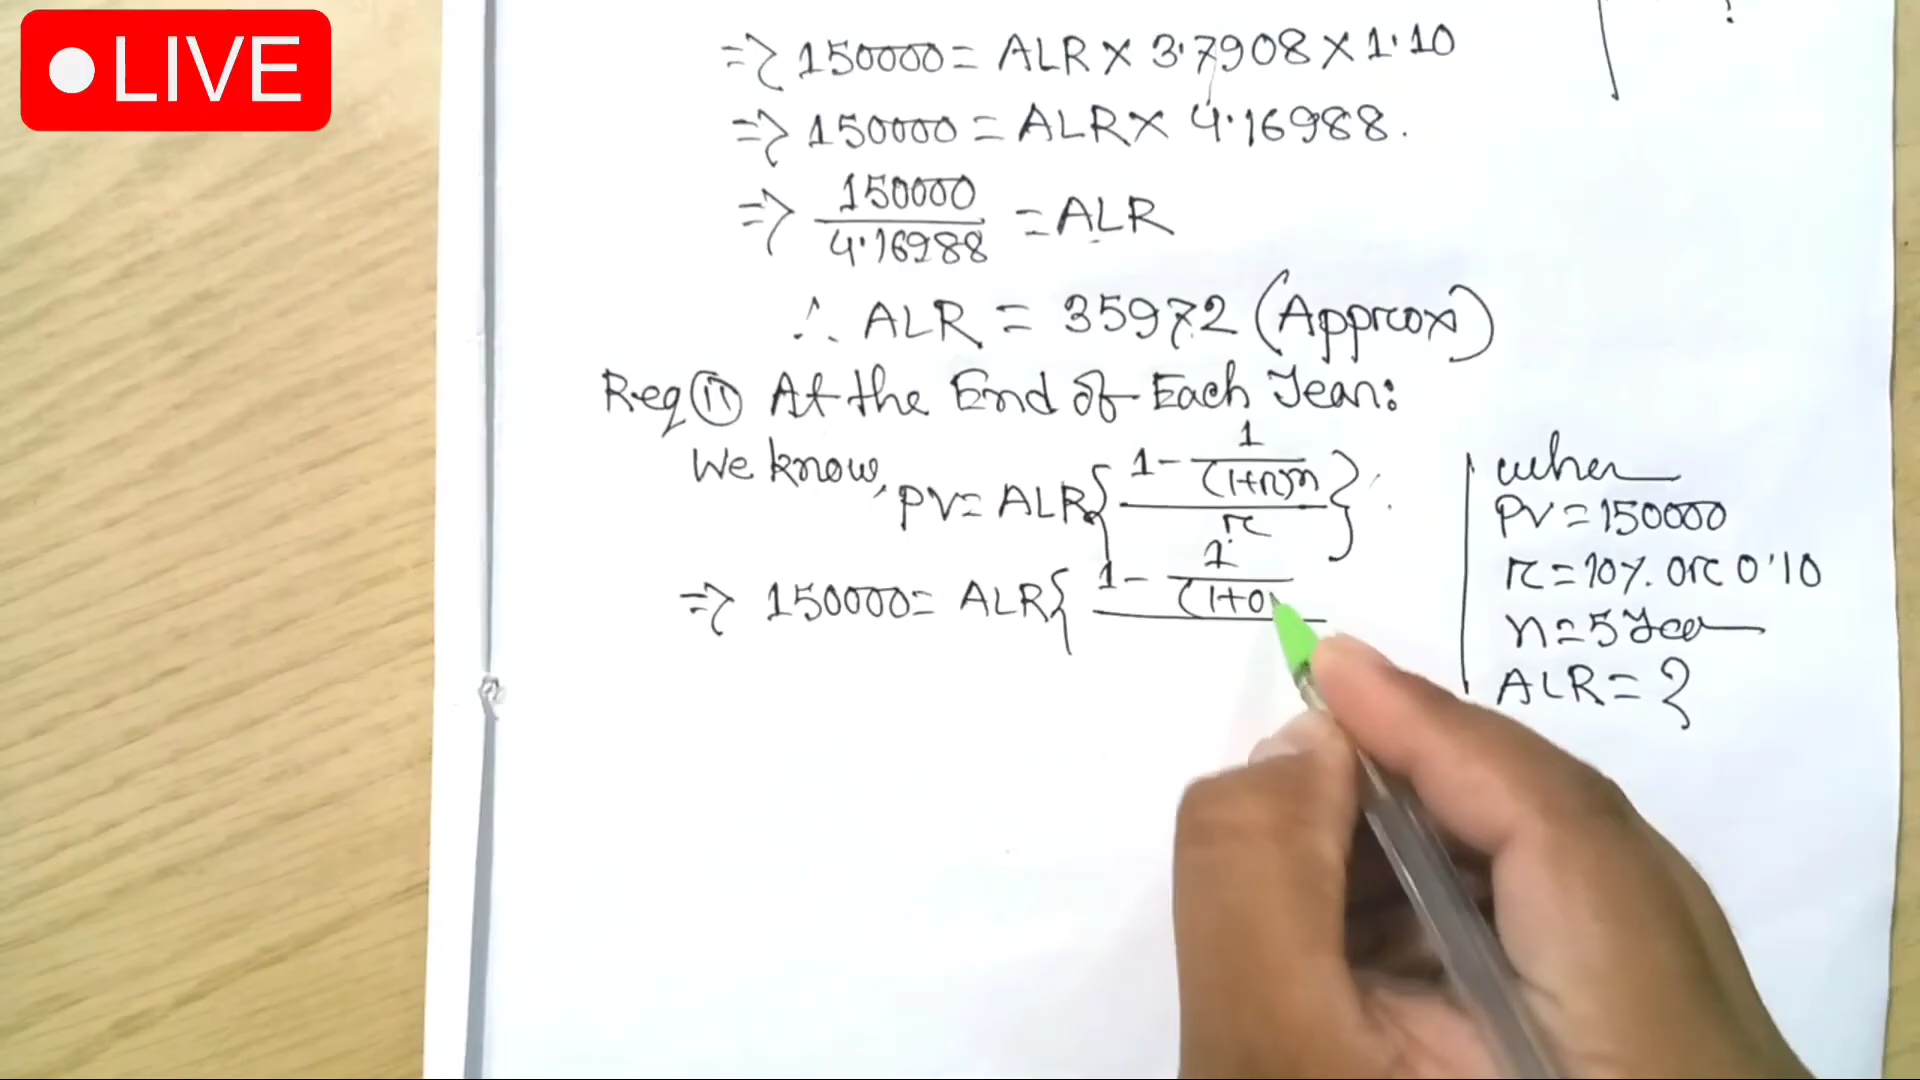 LIVE
=> 150000 = ALR × 3.7908 × 1.10
=> 150000 = ALR × 4.16988.
=> 150000/4.16988 = ALR
∴ ALR = 35972 (Approx)
Req (ii) At the End of Each Year:
We know, PV = ALR { (1 - 1/(1+r)n) / r }
=> 150000 = ALR { 1 - 1/(1+0
when
PV = 150000
r = 10% or 0.10
n = 5 Year
ALR = ?